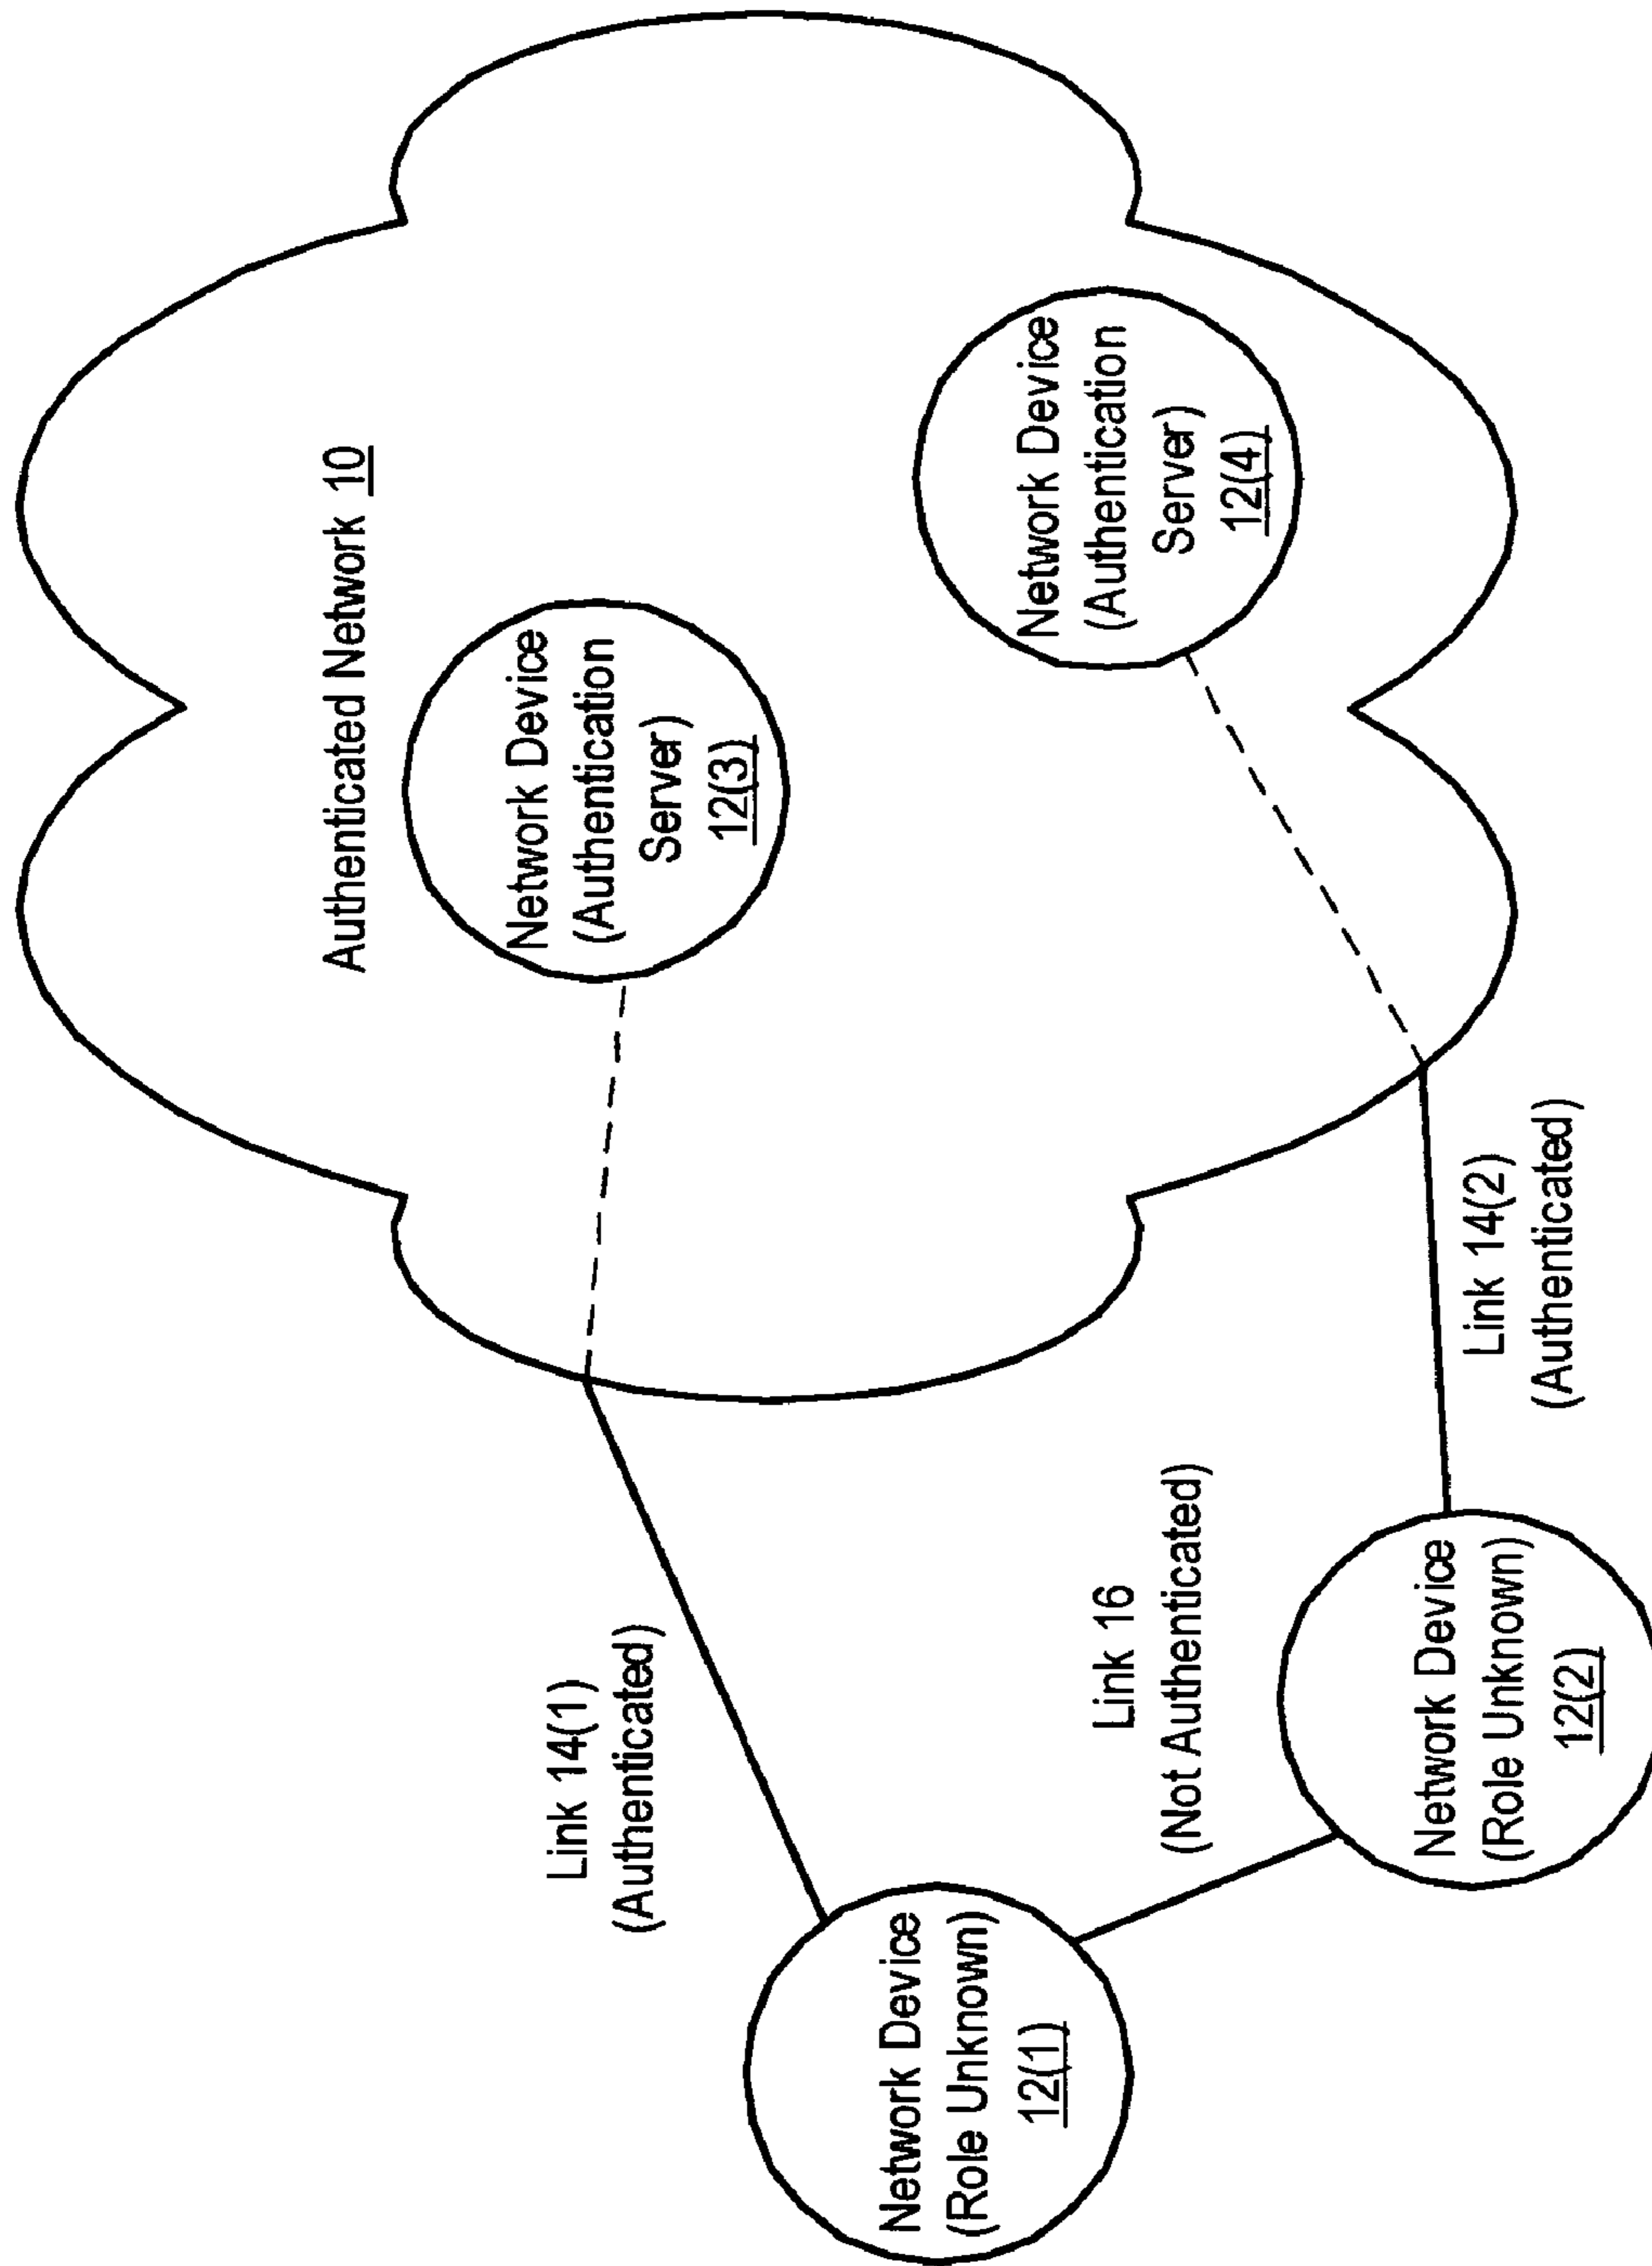 Authenticated Network 10
Network Device
(Authentication
Server)
12(3)
Network Device
(Authentication
Server)
12(4)
Link 14(1)
(Authenticated)
Link 14(2)
(Authenticated)
Link 16
(Not Authenticated)
Network Device
(Role Unknown)
12(1)
Network Device
(Role Unknown)
12(2)